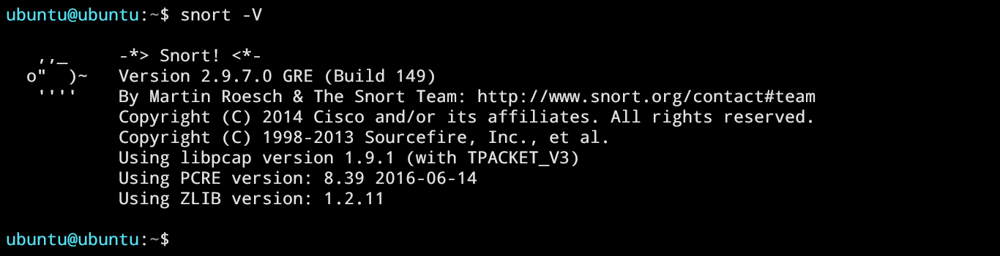 ubuntu@ubuntu:~$ snort -V
   ,,_     -*> Snort! <*-
  o"  )~   Version 2.9.7.0 GRE (Build 149)
   ''''    By Martin Roesch & The Snort Team: http://www.snort.org/contact#team
           Copyright (C) 2014 Cisco and/or its affiliates. All rights reserved.
           Copyright (C) 1998-2013 Sourcefire, Inc., et al.
           Using libpcap version 1.9.1 (with TPACKET_V3)
           Using PCRE version: 8.39 2016-06-14
           Using ZLIB version: 1.2.11
ubuntu@ubuntu:~$